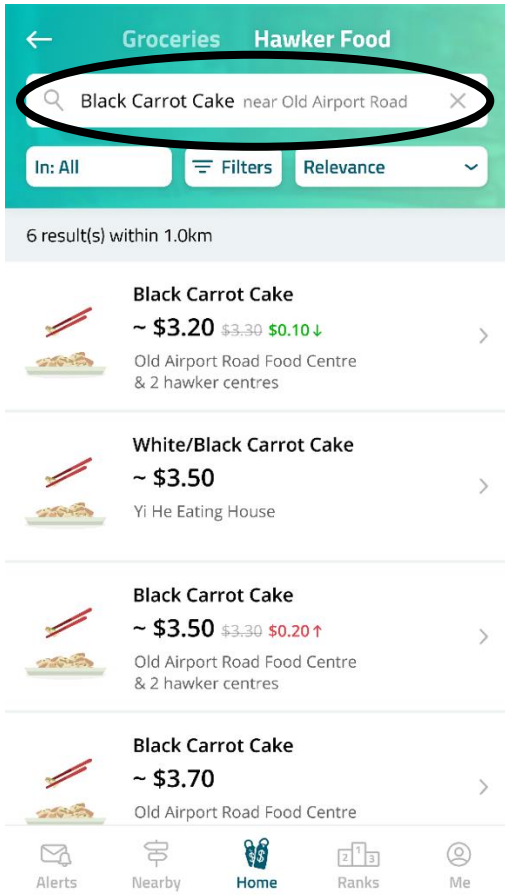 Groceries Hawker Food
Black Carrot Cake near Old Airport Road
In: All Filters Relevance
6 result(s) within 1.0km
Black Carrot Cake
~ $3.20 $3.30 $0.10↓
Old Airport Road Food Centre
& 2 hawker centres
White/Black Carrot Cake
~ $3.50
Yi He Eating House
Black Carrot Cake
~ $3.50 $3.30 $0.20↑
Old Airport Road Food Centre
& 2 hawker centres
Black Carrot Cake
~ $3.70
Old Airport Road Food Centre
2 1 3
$ $
Alerts Nearby Home Ranks Me